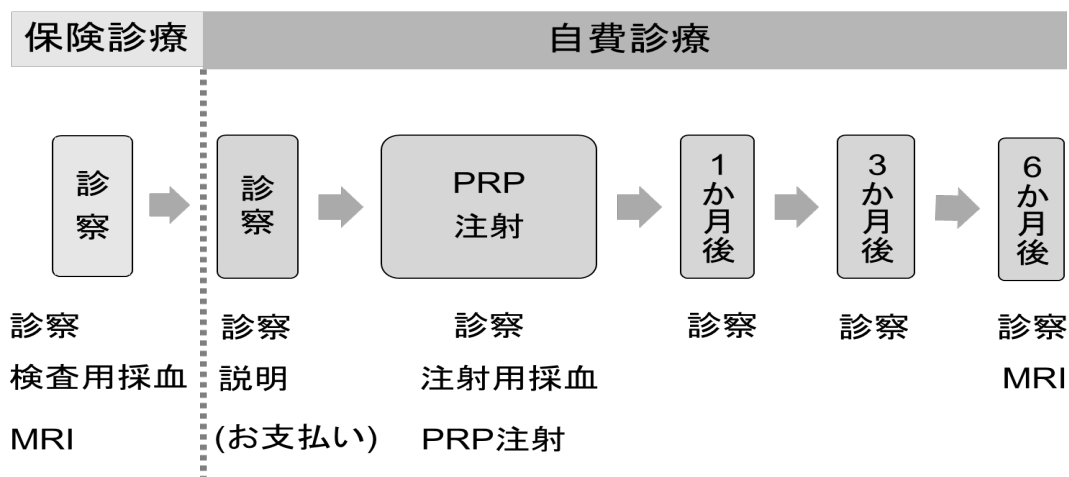 保険診療
自費診療
診察
診察
PRP
注射
1か月後
3か月後
6か月後
診察
検査用採血
MRI
診察
説明
(お支払い)
診察
注射用採血
PRP注射
診察
診察
診察
MRI